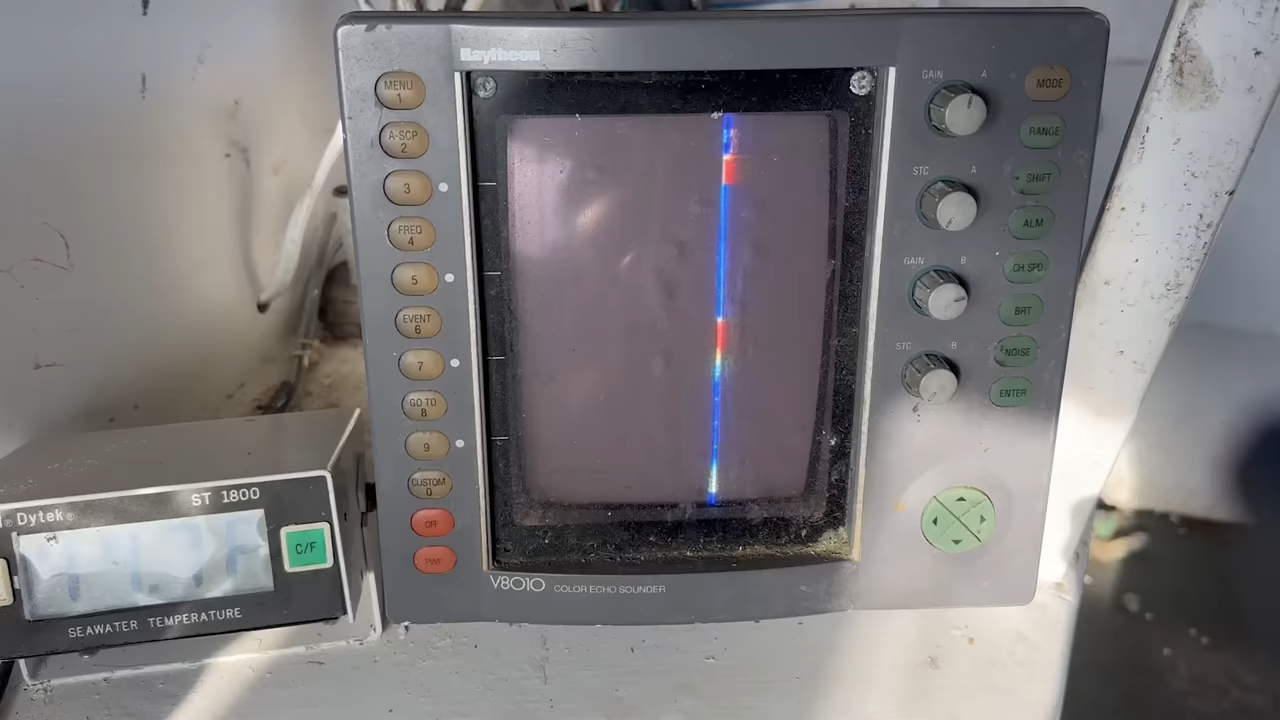 Raytheon
MENU
1
A-SCP
2
3
FREQ
4
5
EVENT
6
7
GO TO
8
9
CUSTOM
0
OFF
PWR
GAIN A
STC A
GAIN B
STC B
MODE
RANGE
SHIFT
ALM
CH.SPD
BRT
NOISE
ENTER
V8010 COLOR ECHO SOUNDER
ST 1800
® Dytek®
C/F
SEAWATER TEMPERATURE